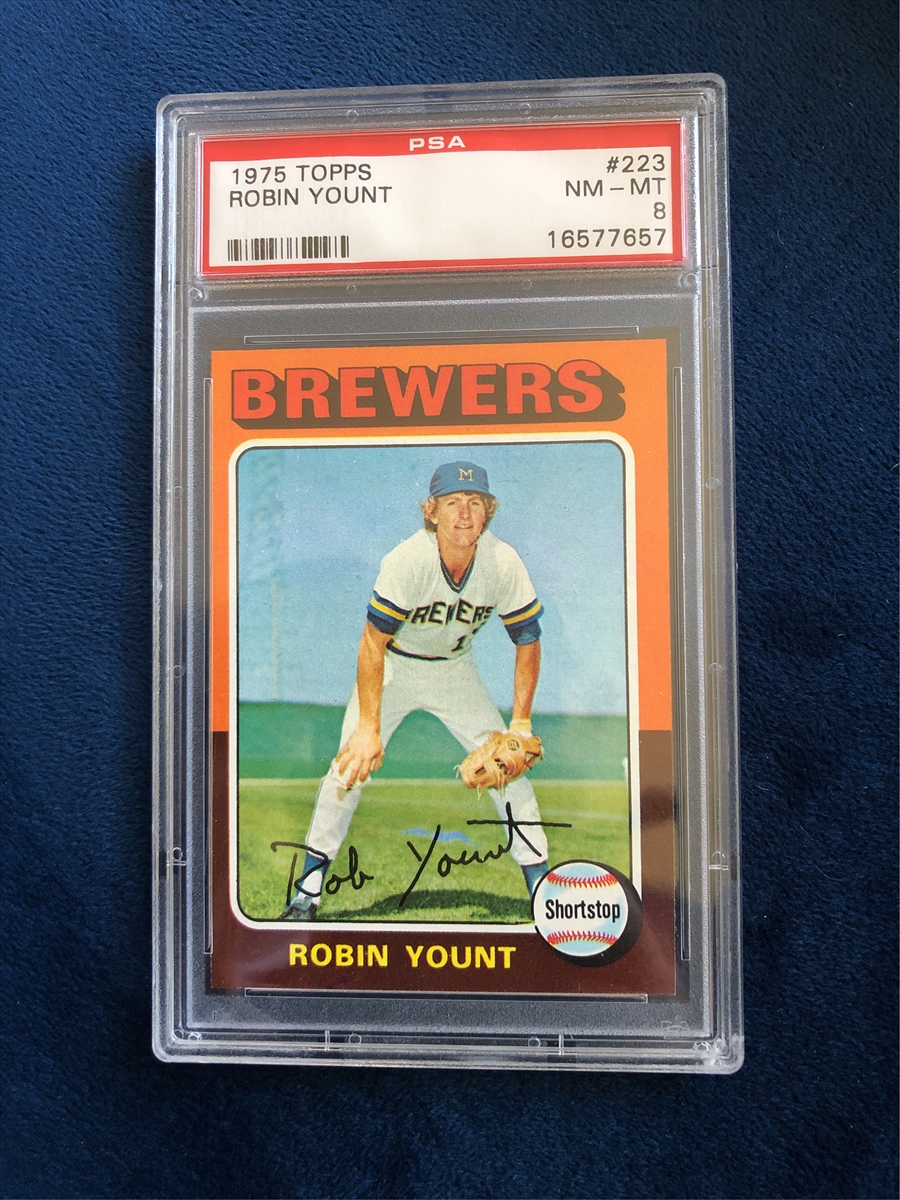 PSA
1975 TOPPS #223
ROBIN YOUNT NM - MT
8
16577657
BREWERS
M
BREWERS
Rob Yount
Shortstop
ROBIN YOUNT